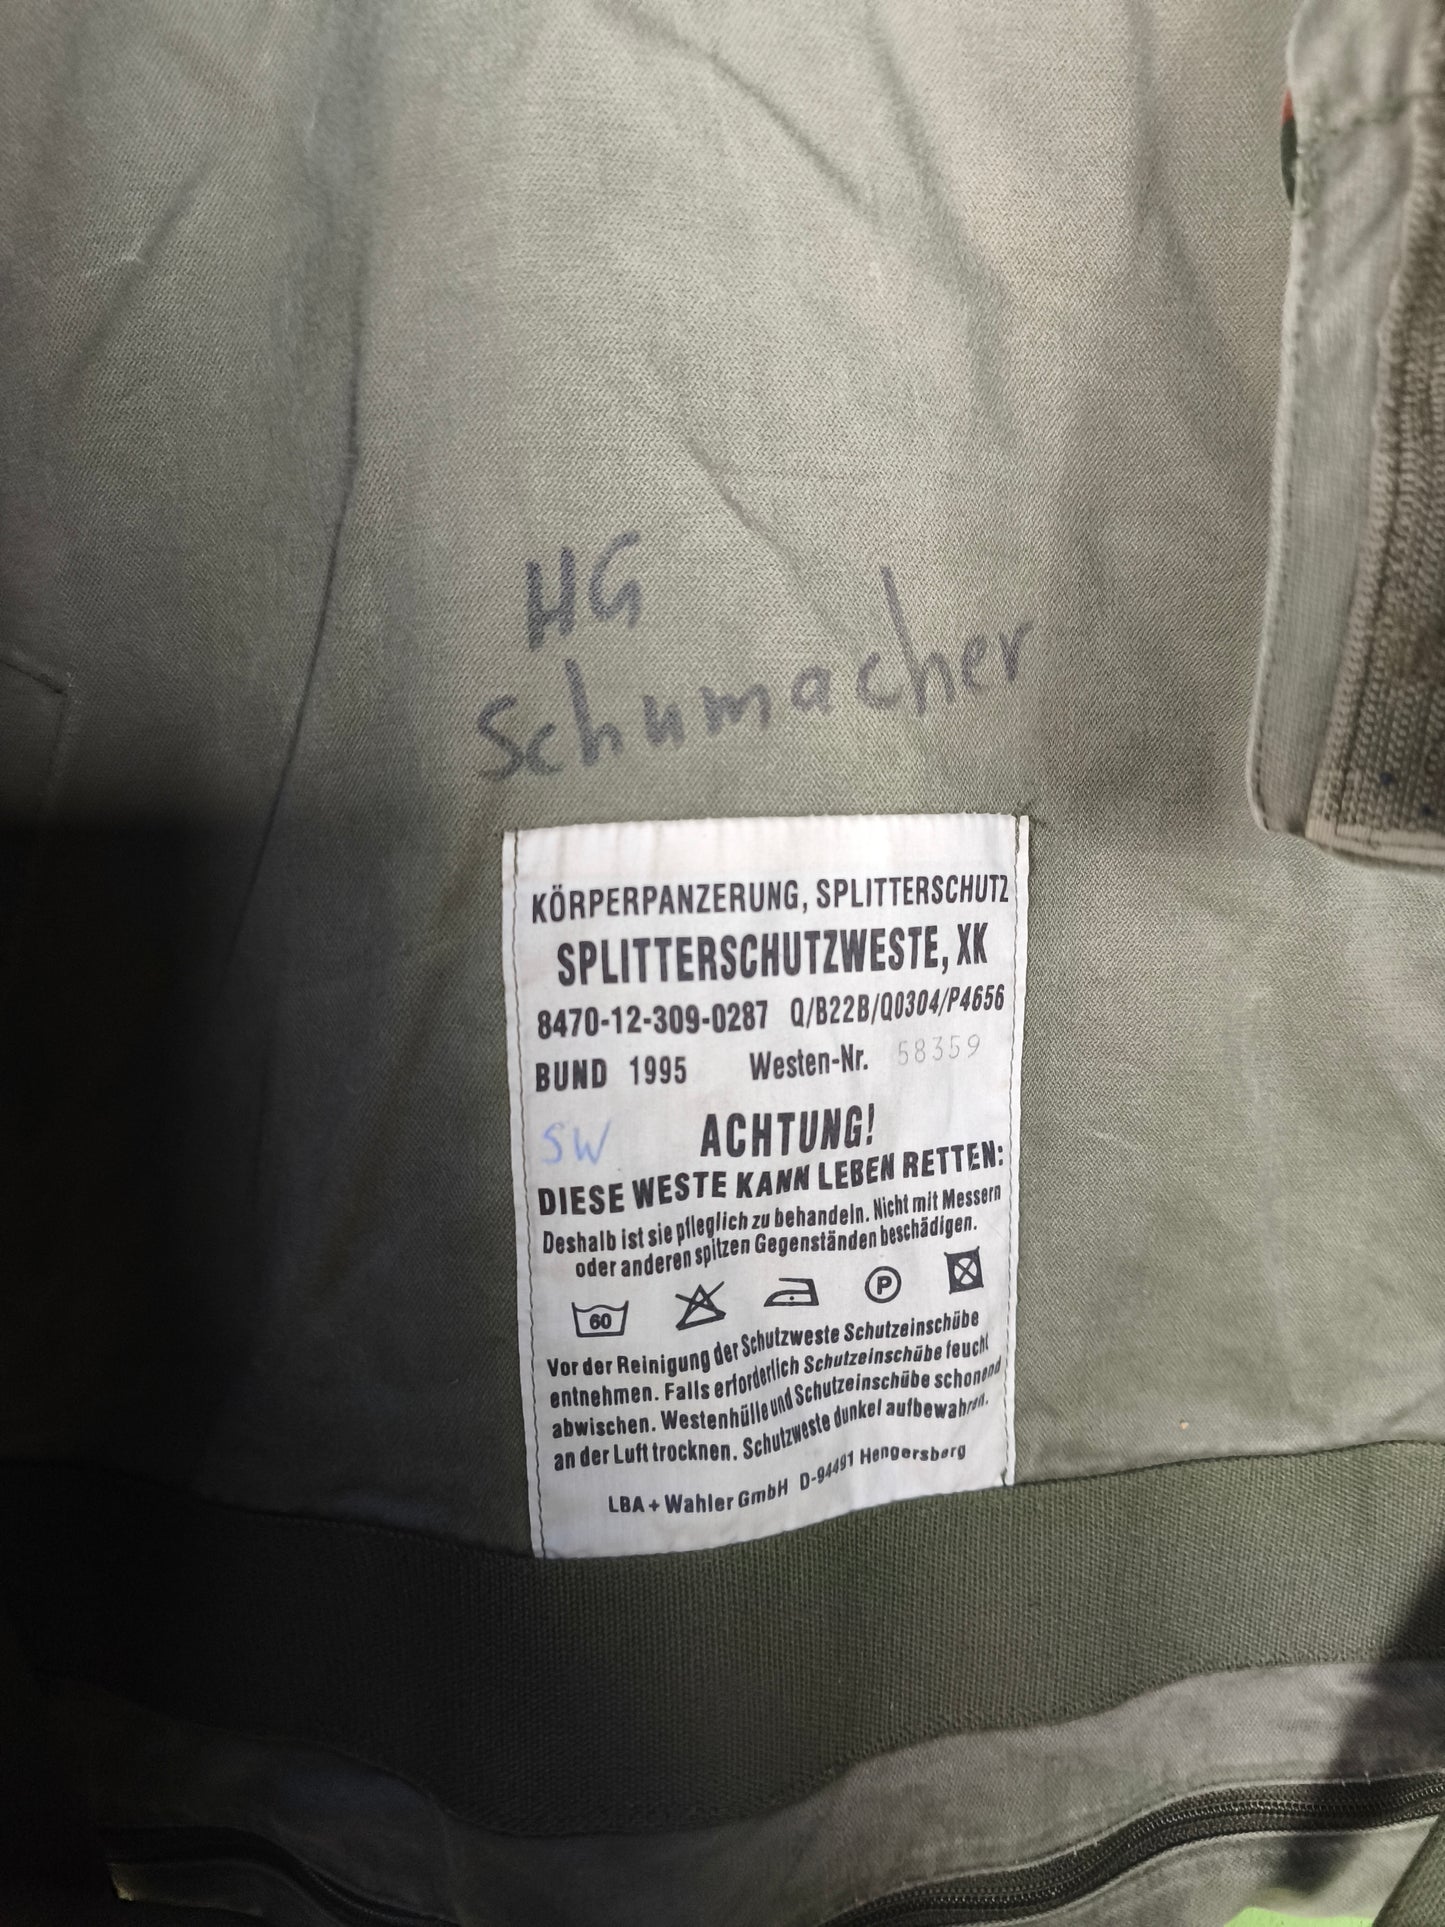 HG
Schumacher
KÖRPERPANZERUNG, SPLITTERSCHUTZ
SPLITTERSCHUTZWESTE, XK
8470-12-309-0287 Q/B22B/Q0304/P4656
BUND 1995 Westen-Nr. 58359
SW ACHTUNG!
DIESE WESTE KANN LEBEN RETTEN:
Deshalb ist sie pfleglich zu behandeln. Nicht mit Messern
oder anderen spitzen Gegenständen beschädigen.
60 P
Vor der Reinigung der Schutzweste Schutzeinschübe
entnehmen. Falls erforderlich Schutzeinschübe feucht
abwischen. Westenhülle und Schutzeinschübe schonend
an der Luft trocknen. Schutzweste dunkel aufbewahren.
LBA + Wahler GmbH D-94491 Hengersberg